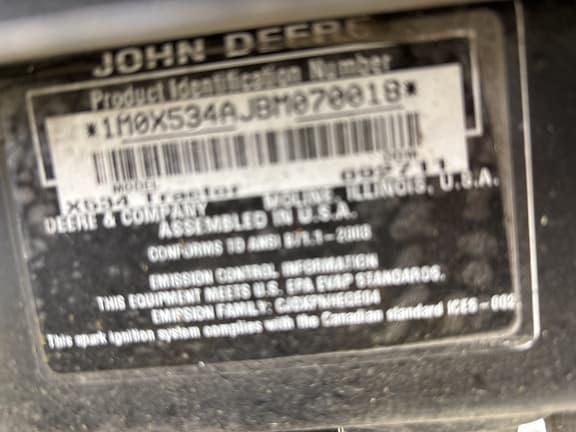 JOHN DEERE
Product Identification Number
*1M0X534AJBM070018*
MODEL
X534 Tractor
DEERE & COMPANY MOLINE, ILLINOIS, U.S.A.
ASSEMBLED IN U.S.A.
CONFORMS TO ANSI B71.1-2003
EMISSION CONTROL INFORMATION
THIS EQUIPMENT MEETS U.S. EPA EVAP STANDARDS.
EMISSION FAMILY:
This spark ignition system complies with the Canadian standard ICES-002